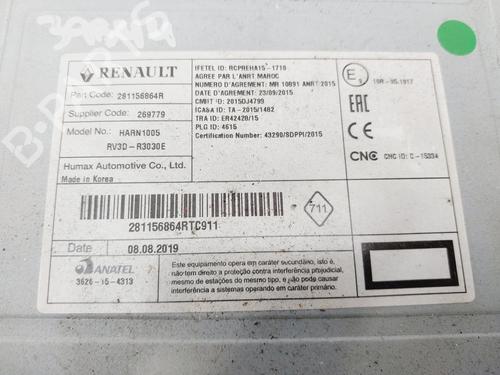 RENAULT
Part Code: 281156864R
Supplier Code: 269779
Model No: HARN1005
RV3D-R3030E
Humax Automotive Co., Ltd.
Made in Korea
IFETEL ID: RCPREHA15-1718
AGREE PAR L'ANRT MAROC
NUMERO D'AGREMENT: MR 10891 ANRT 2015
DATE D'AGREMENT: 23/09/2015
CMIIT ID: 2015DJ4799
ICA&SA ID: TA-2015/1482
TRA ID: ER42420/15
PLG ID: 4615
Certification Number: 43290/SDPPI/2015
10R-05.1917
EAC
CE
CNC CNC ID: C-15334
281156864RTC911
711
Date 08.08.2019
ANATEL
3626-15-4313
Este equipamento opera em caráter secundário, isto é,
não tem direito a proteção contra interferência prejudicial,
mesmo de estações do mesmo tipo, e não pode causar
interferência a sistemas operando em caráter primário.